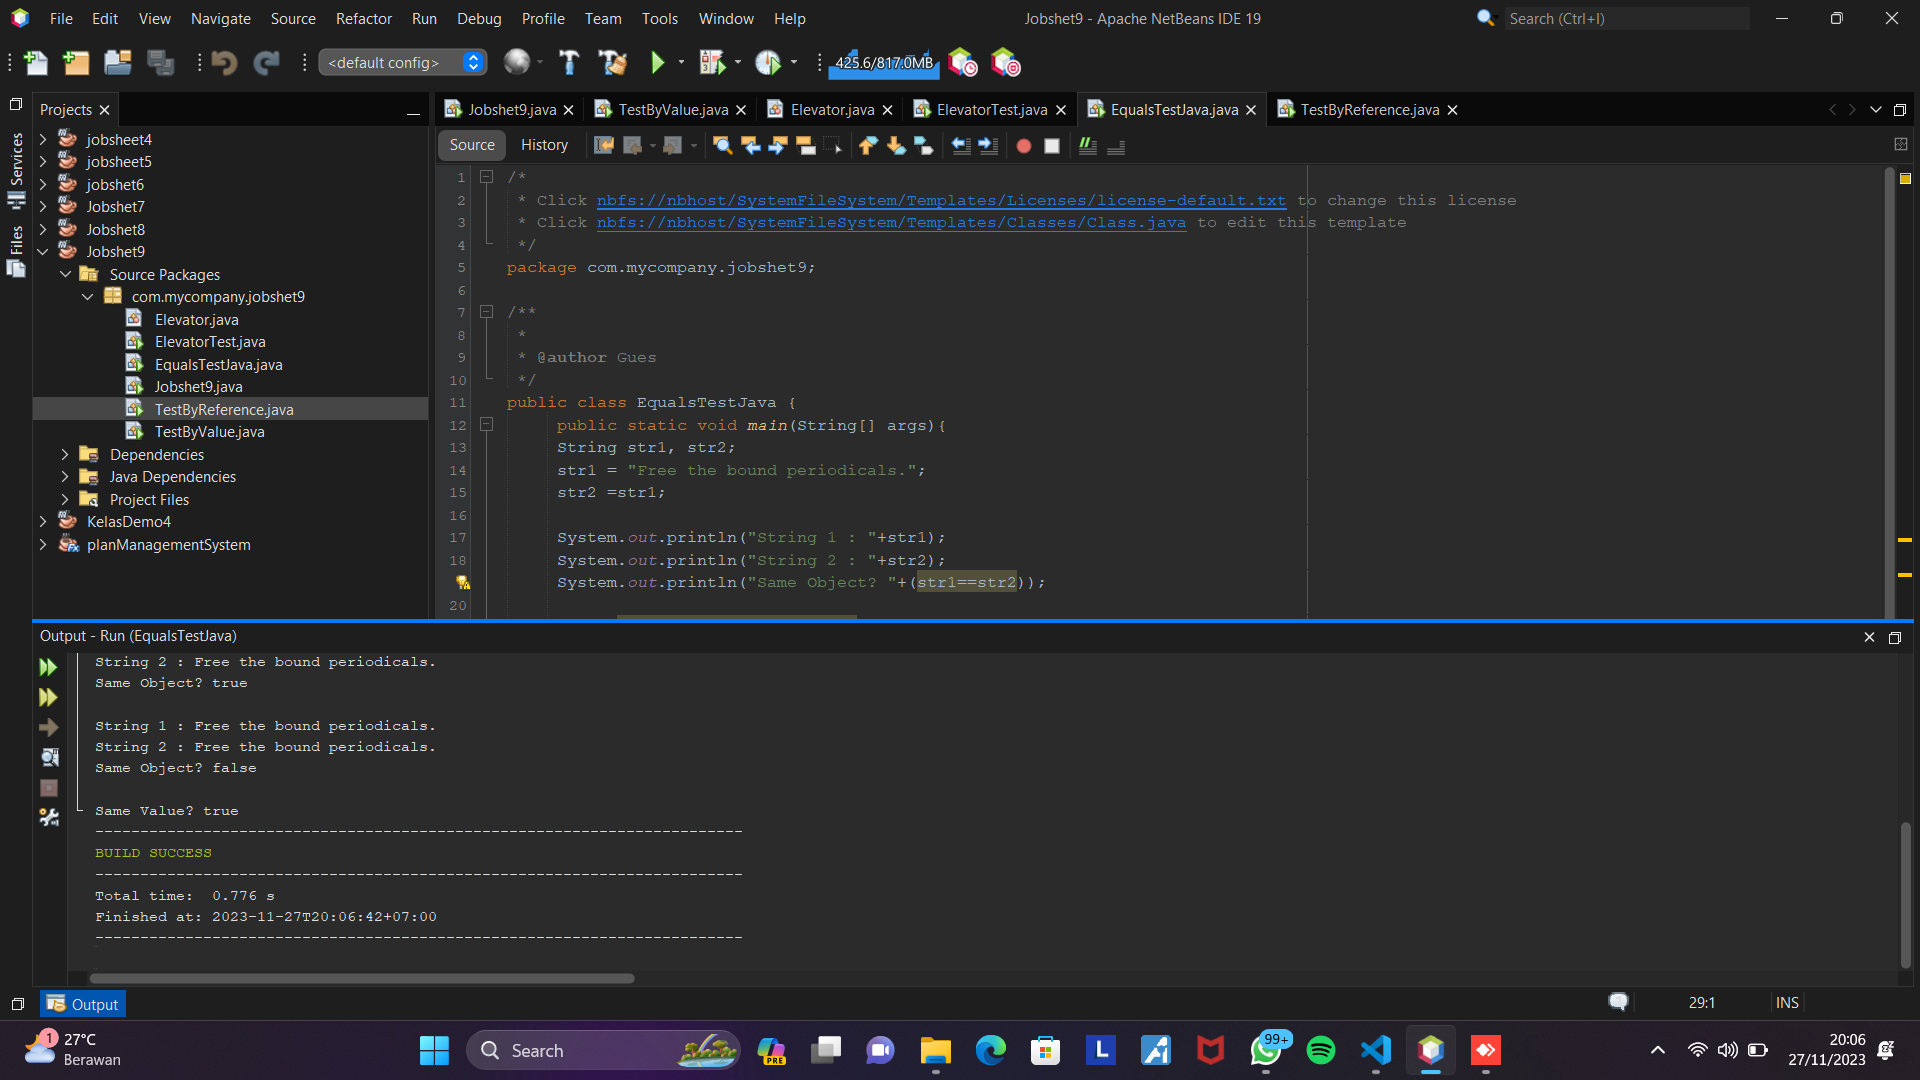 File Edit View Navigate Source Refactor Run Debug Profile Team Tools Window Help
Jobshet9 - Apache NetBeans IDE 19
Search (Ctrl+I)
<default config>
425.6/817.0MB
Services
Files
Projects
jobsheet4
jobsheet5
jobshet6
Jobshet7
Jobshet8
Jobshet9
Source Packages
com.mycompany.jobshet9
Elevator.java
ElevatorTest.java
EqualsTestJava.java
Jobshet9.java
TestByReference.java
TestByValue.java
Dependencies
Java Dependencies
Project Files
KelasDemo4
planManagementSystem
Jobshet9.java TestByValue.java Elevator.java ElevatorTest.java EqualsTestJava.java TestByReference.java
Source History
1 /*
2 * Click nbfs://nbhost/SystemFileSystem/Templates/Licenses/license-default.txt to change this license
3 * Click nbfs://nbhost/SystemFileSystem/Templates/Classes/Class.java to edit this template
4 */
5 package com.mycompany.jobshet9;
6
7 /**
8 *
9 * @author Gues
10 */
11 public class EqualsTestJava {
12 public static void main(String[] args){
13 String str1, str2;
14 str1 = "Free the bound periodicals.";
15 str2 =str1;
16
17 System.out.println("String 1 : "+str1);
18 System.out.println("String 2 : "+str2);
System.out.println("Same Object? "+(str1==str2));
20
Output - Run (EqualsTestJava)
String 2 : Free the bound periodicals.
Same Object? true
String 1 : Free the bound periodicals.
String 2 : Free the bound periodicals.
Same Object? false
Same Value? true
------------------------------------------------------------------------
BUILD SUCCESS
------------------------------------------------------------------------
Total time:  0.776 s
Finished at: 2023-11-27T20:06:42+07:00
------------------------------------------------------------------------
Output
29:1 INS
1
27°C
Berawan
Search
PRE
L
99+
20:06
27/11/2023